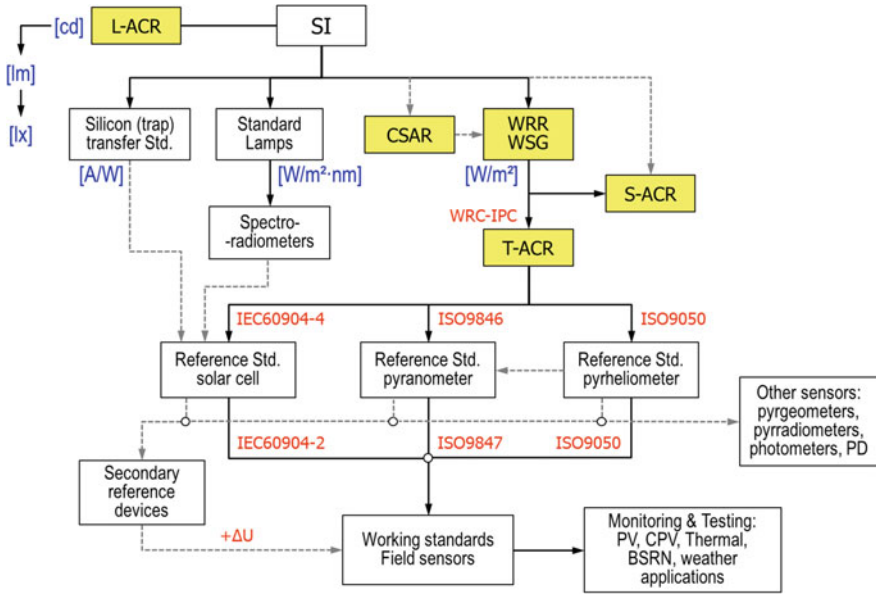 [cd]
L-ACR
SI
[lm]
[lx]
Silicon (trap)
transfer Std.
Standard
Lamps
CSAR
WRR
WSG
[A/W]
[W/m²·nm]
[W/m²]
S-ACR
WRC-IPC
Spectro-
-radiometers
T-ACR
IEC60904-4
ISO9846
ISO9050
Reference Std.
solar cell
Reference Std.
pyranometer
Reference Std.
pyrheliometer
Other sensors:
pyrgeometers,
pyrradiometers,
photometers, PD
IEC60904-2
ISO9847
ISO9050
Secondary
reference
devices
+ΔU
Working standards
Field sensors
Monitoring & Testing:
PV, CPV, Thermal,
BSRN, weather
applications